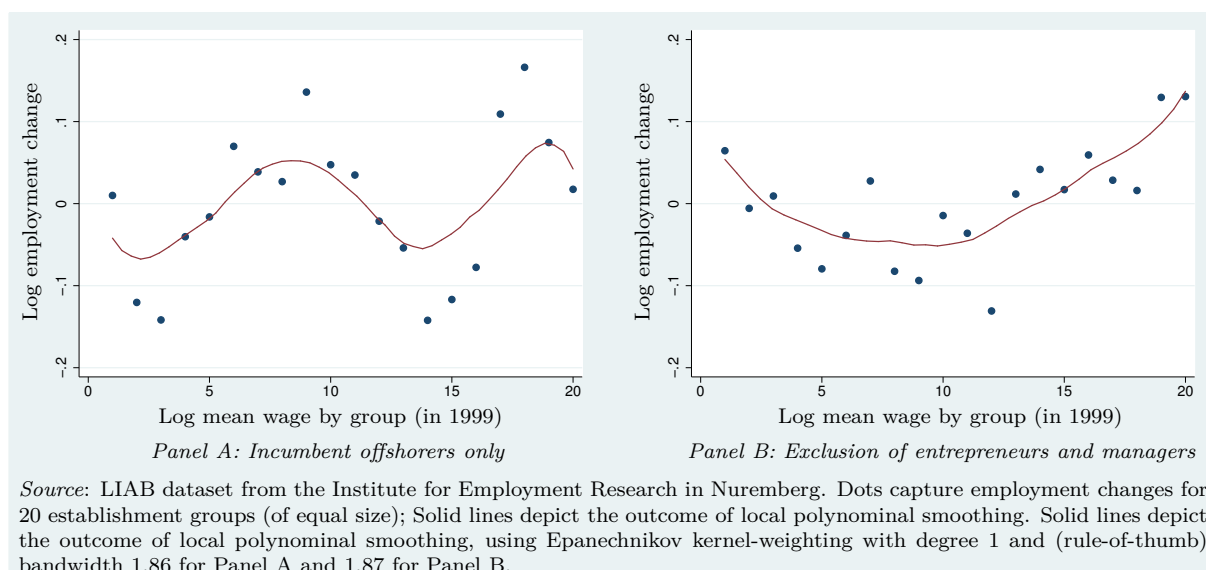 .2
.1
0
-.1
-.2
Log employment change
0 5 10 15 20
Log mean wage by group (in 1999)
Panel A: Incumbent offshorers only
.2
.1
0
-.1
-.2
Log employment change
0 5 10 15 20
Log mean wage by group (in 1999)
Panel B: Exclusion of entrepreneurs and managers
Source: LIAB dataset from the Institute for Employment Research in Nuremberg. Dots capture employment changes for
20 establishment groups (of equal size); Solid lines depict the outcome of local polynominal smoothing. Solid lines depict
the outcome of local polynominal smoothing, using Epanechnikov kernel-weighting with degree 1 and (rule-of-thumb)
bandwidth 1.86 for Panel A and 1.87 for Panel B.